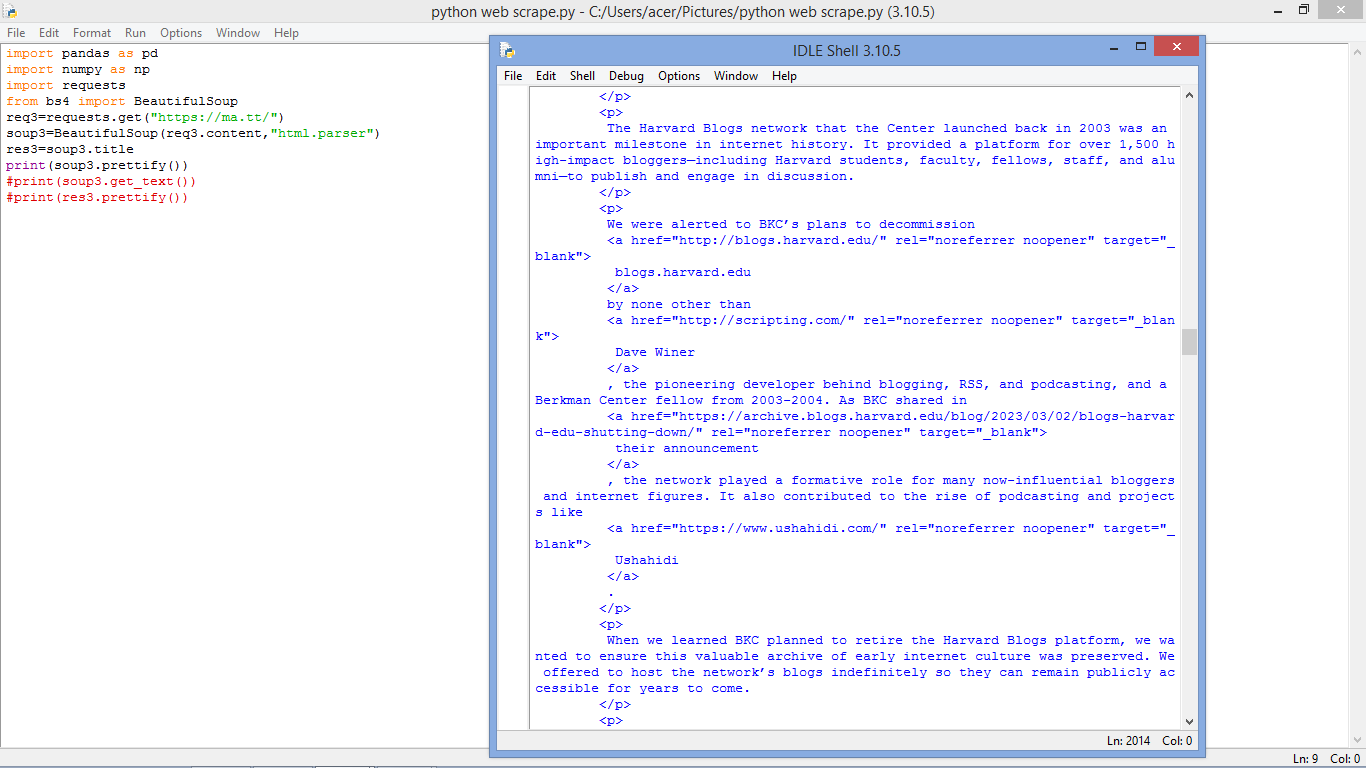 python web scrape.py - C:/Users/acer/Pictures/python web scrape.py (3.10.5)
File Edit Format Run Options Window Help
import pandas as pd
import numpy as np
import requests
from bs4 import BeautifulSoup
req3=requests.get("https://ma.tt/")
soup3=BeautifulSoup(req3.content,"html.parser")
res3=soup3.title
print(soup3.prettify())
#print(soup3.get_text())
#print(res3.prettify())
IDLE Shell 3.10.5
File Edit Shell Debug Options Window Help
</p>
<p>
The Harvard Blogs network that the Center launched back in 2003 was an
important milestone in internet history. It provided a platform for over 1,500 h
igh-impact bloggers—including Harvard students, faculty, fellows, staff, and alu
mni—to publish and engage in discussion.
</p>
<p>
We were alerted to BKC’s plans to decommission
<a href="http://blogs.harvard.edu/" rel="noreferrer noopener" target="_
blank">
blogs.harvard.edu
</a>
by none other than
<a href="http://scripting.com/" rel="noreferrer noopener" target="_blan
k">
Dave Winer
</a>
, the pioneering developer behind blogging, RSS, and podcasting, and a
Berkman Center fellow from 2003-2004. As BKC shared in
<a href="https://archive.blogs.harvard.edu/blog/2023/03/02/blogs-harvar
d-edu-shutting-down/" rel="noreferrer noopener" target="_blank">
their announcement
</a>
, the network played a formative role for many now-influential bloggers
and internet figures. It also contributed to the rise of podcasting and project
s like
<a href="https://www.ushahidi.com/" rel="noreferrer noopener" target="_
blank">
Ushahidi
</a>
.
</p>
<p>
When we learned BKC planned to retire the Harvard Blogs platform, we wa
nted to ensure this valuable archive of early internet culture was preserved. We
offered to host the network’s blogs indefinitely so they can remain publicly ac
cessible for years to come.
</p>
<p>
Ln: 2014 Col: 0
Ln: 9 Col: 0